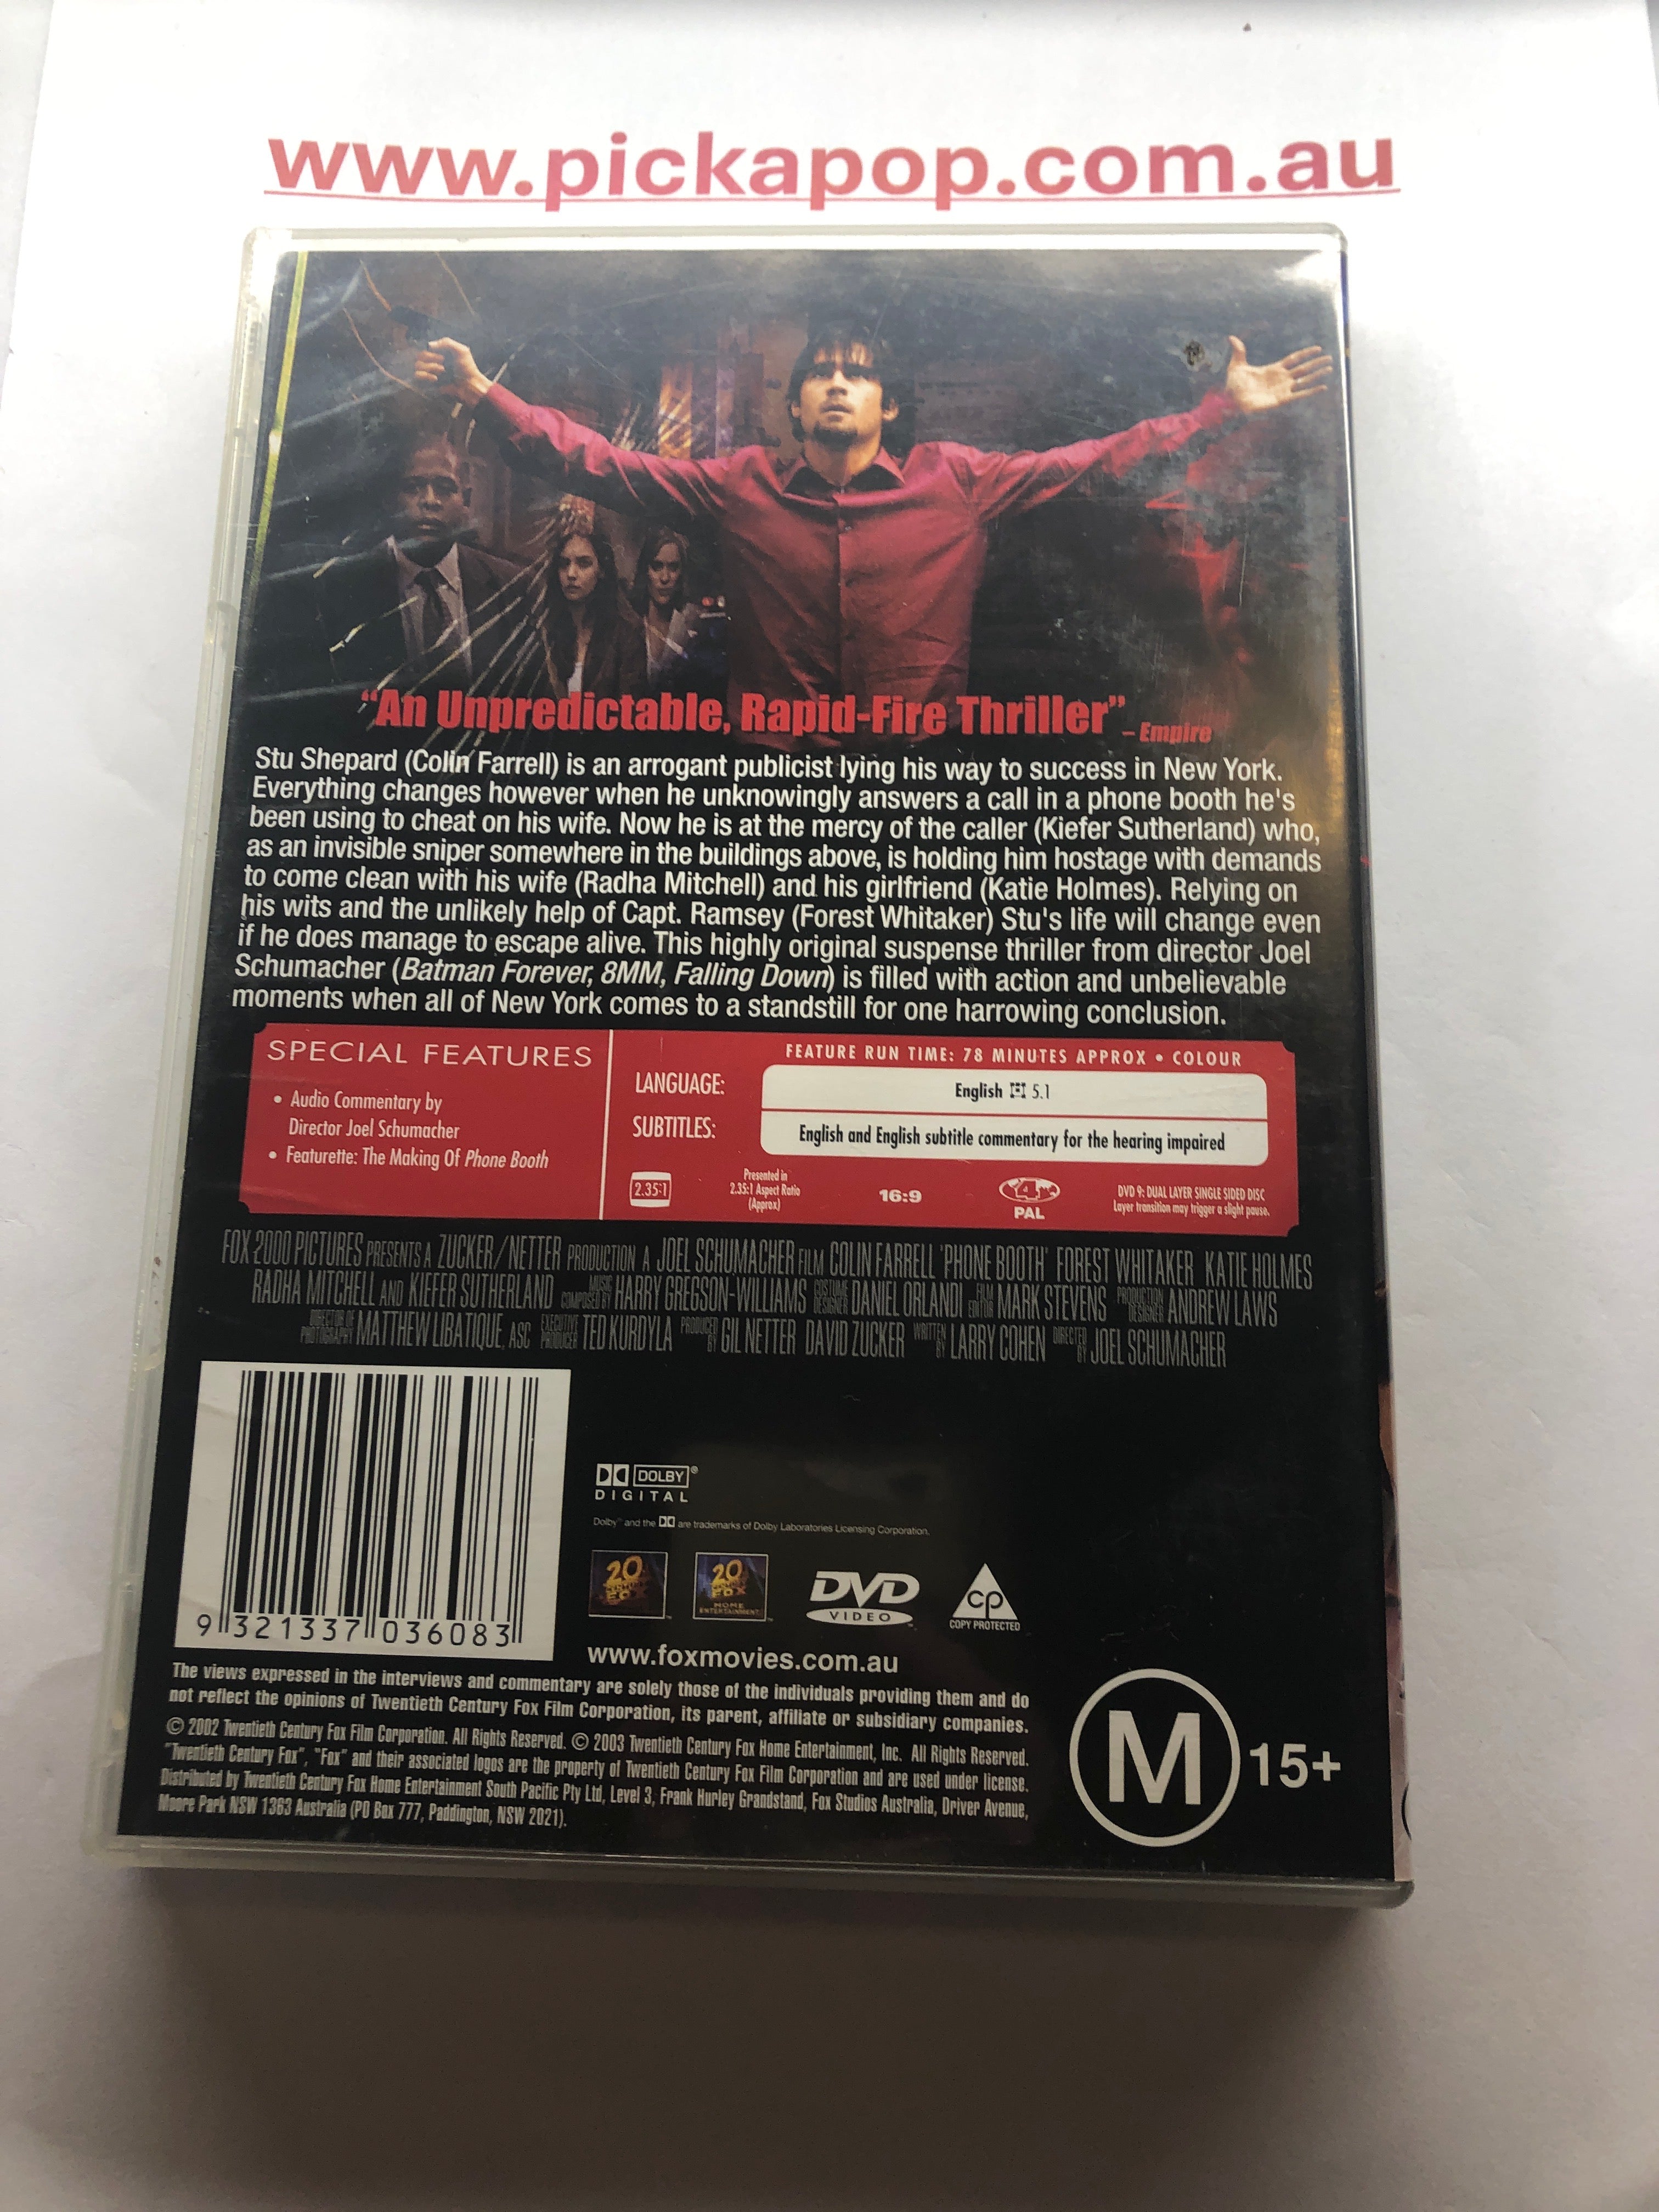 www.pickapop.com.au
"An Unpredictable, Rapid-Fire Thriller" – Empire
Stu Shepard (Colin Farrell) is an arrogant publicist lying his way to success in New York.
Everything changes however when he unknowingly answers a call in a phone booth he's
been using to cheat on his wife. Now he is at the mercy of the caller (Kiefer Sutherland) who,
as an invisible sniper somewhere in the buildings above, is holding him hostage with demands
to come clean with his wife (Radha Mitchell) and his girlfriend (Katie Holmes). Relying on
his wits and the unlikely help of Capt. Ramsey (Forest Whitaker) Stu's life will change even
if he does manage to escape alive. This highly original suspense thriller from director Joel
Schumacher (Batman Forever, 8MM, Falling Down) is filled with action and unbelievable
moments when all of New York comes to a standstill for one harrowing conclusion.
SPECIAL FEATURES
• Audio Commentary by
Director Joel Schumacher
• Featurette: The Making Of Phone Booth
FEATURE RUN TIME: 78 MINUTES APPROX • COLOUR
LANGUAGE: English 5.1
SUBTITLES: English and English subtitle commentary for the hearing impaired
2.35:1
Presented in
2.35:1 Aspect Ratio
(Approx)
16:9
4
PAL
DVD 9: DUAL LAYER SINGLE SIDED DISC
Layer transition may trigger a slight pause.
FOX 2000 PICTURES PRESENTS A ZUCKER/NETTER PRODUCTION A JOEL SCHUMACHER FILM COLIN FARRELL 'PHONE BOOTH' FOREST WHITAKER KATIE HOLMES
RADHA MITCHELL AND KIEFER SUTHERLAND MUSIC COMPOSED BY HARRY GREGSON-WILLIAMS COSTUME DESIGNER DANIEL ORLANDI FILM EDITOR MARK STEVENS PRODUCTION DESIGNER ANDREW LAWS
DIRECTOR OF PHOTOGRAPHY MATTHEW LIBATIQUE, ASC EXECUTIVE PRODUCER TED KURDYLA PRODUCED BY GIL NETTER DAVID ZUCKER WRITTEN BY LARRY COHEN DIRECTED BY JOEL SCHUMACHER
DOLBY®
DIGITAL
Dolby and the are trademarks of Dolby Laboratories Licensing Corporation.
20 HOME ENTERTAINMENT
DVD
VIDEO
CP
COPY PROTECTED
9 321337 036083
www.foxmovies.com.au
The views expressed in the interviews and commentary are solely those of the individuals providing them and do
not reflect the opinions of Twentieth Century Fox Film Corporation, its parent, affiliate or subsidiary companies.
© 2002 Twentieth Century Fox Film Corporation. All Rights Reserved. © 2003 Twentieth Century Fox Home Entertainment, Inc. All Rights Reserved.
"Twentieth Century Fox", "Fox" and their associated logos are the property of Twentieth Century Fox Film Corporation and are used under license.
Distributed by Twentieth Century Fox Home Entertainment South Pacific Pty Ltd, Level 3, Frank Hurley Grandstand, Fox Studios Australia, Driver Avenue,
Moore Park NSW 1363 Australia (PO Box 777, Paddington, NSW 2021).
M 15+